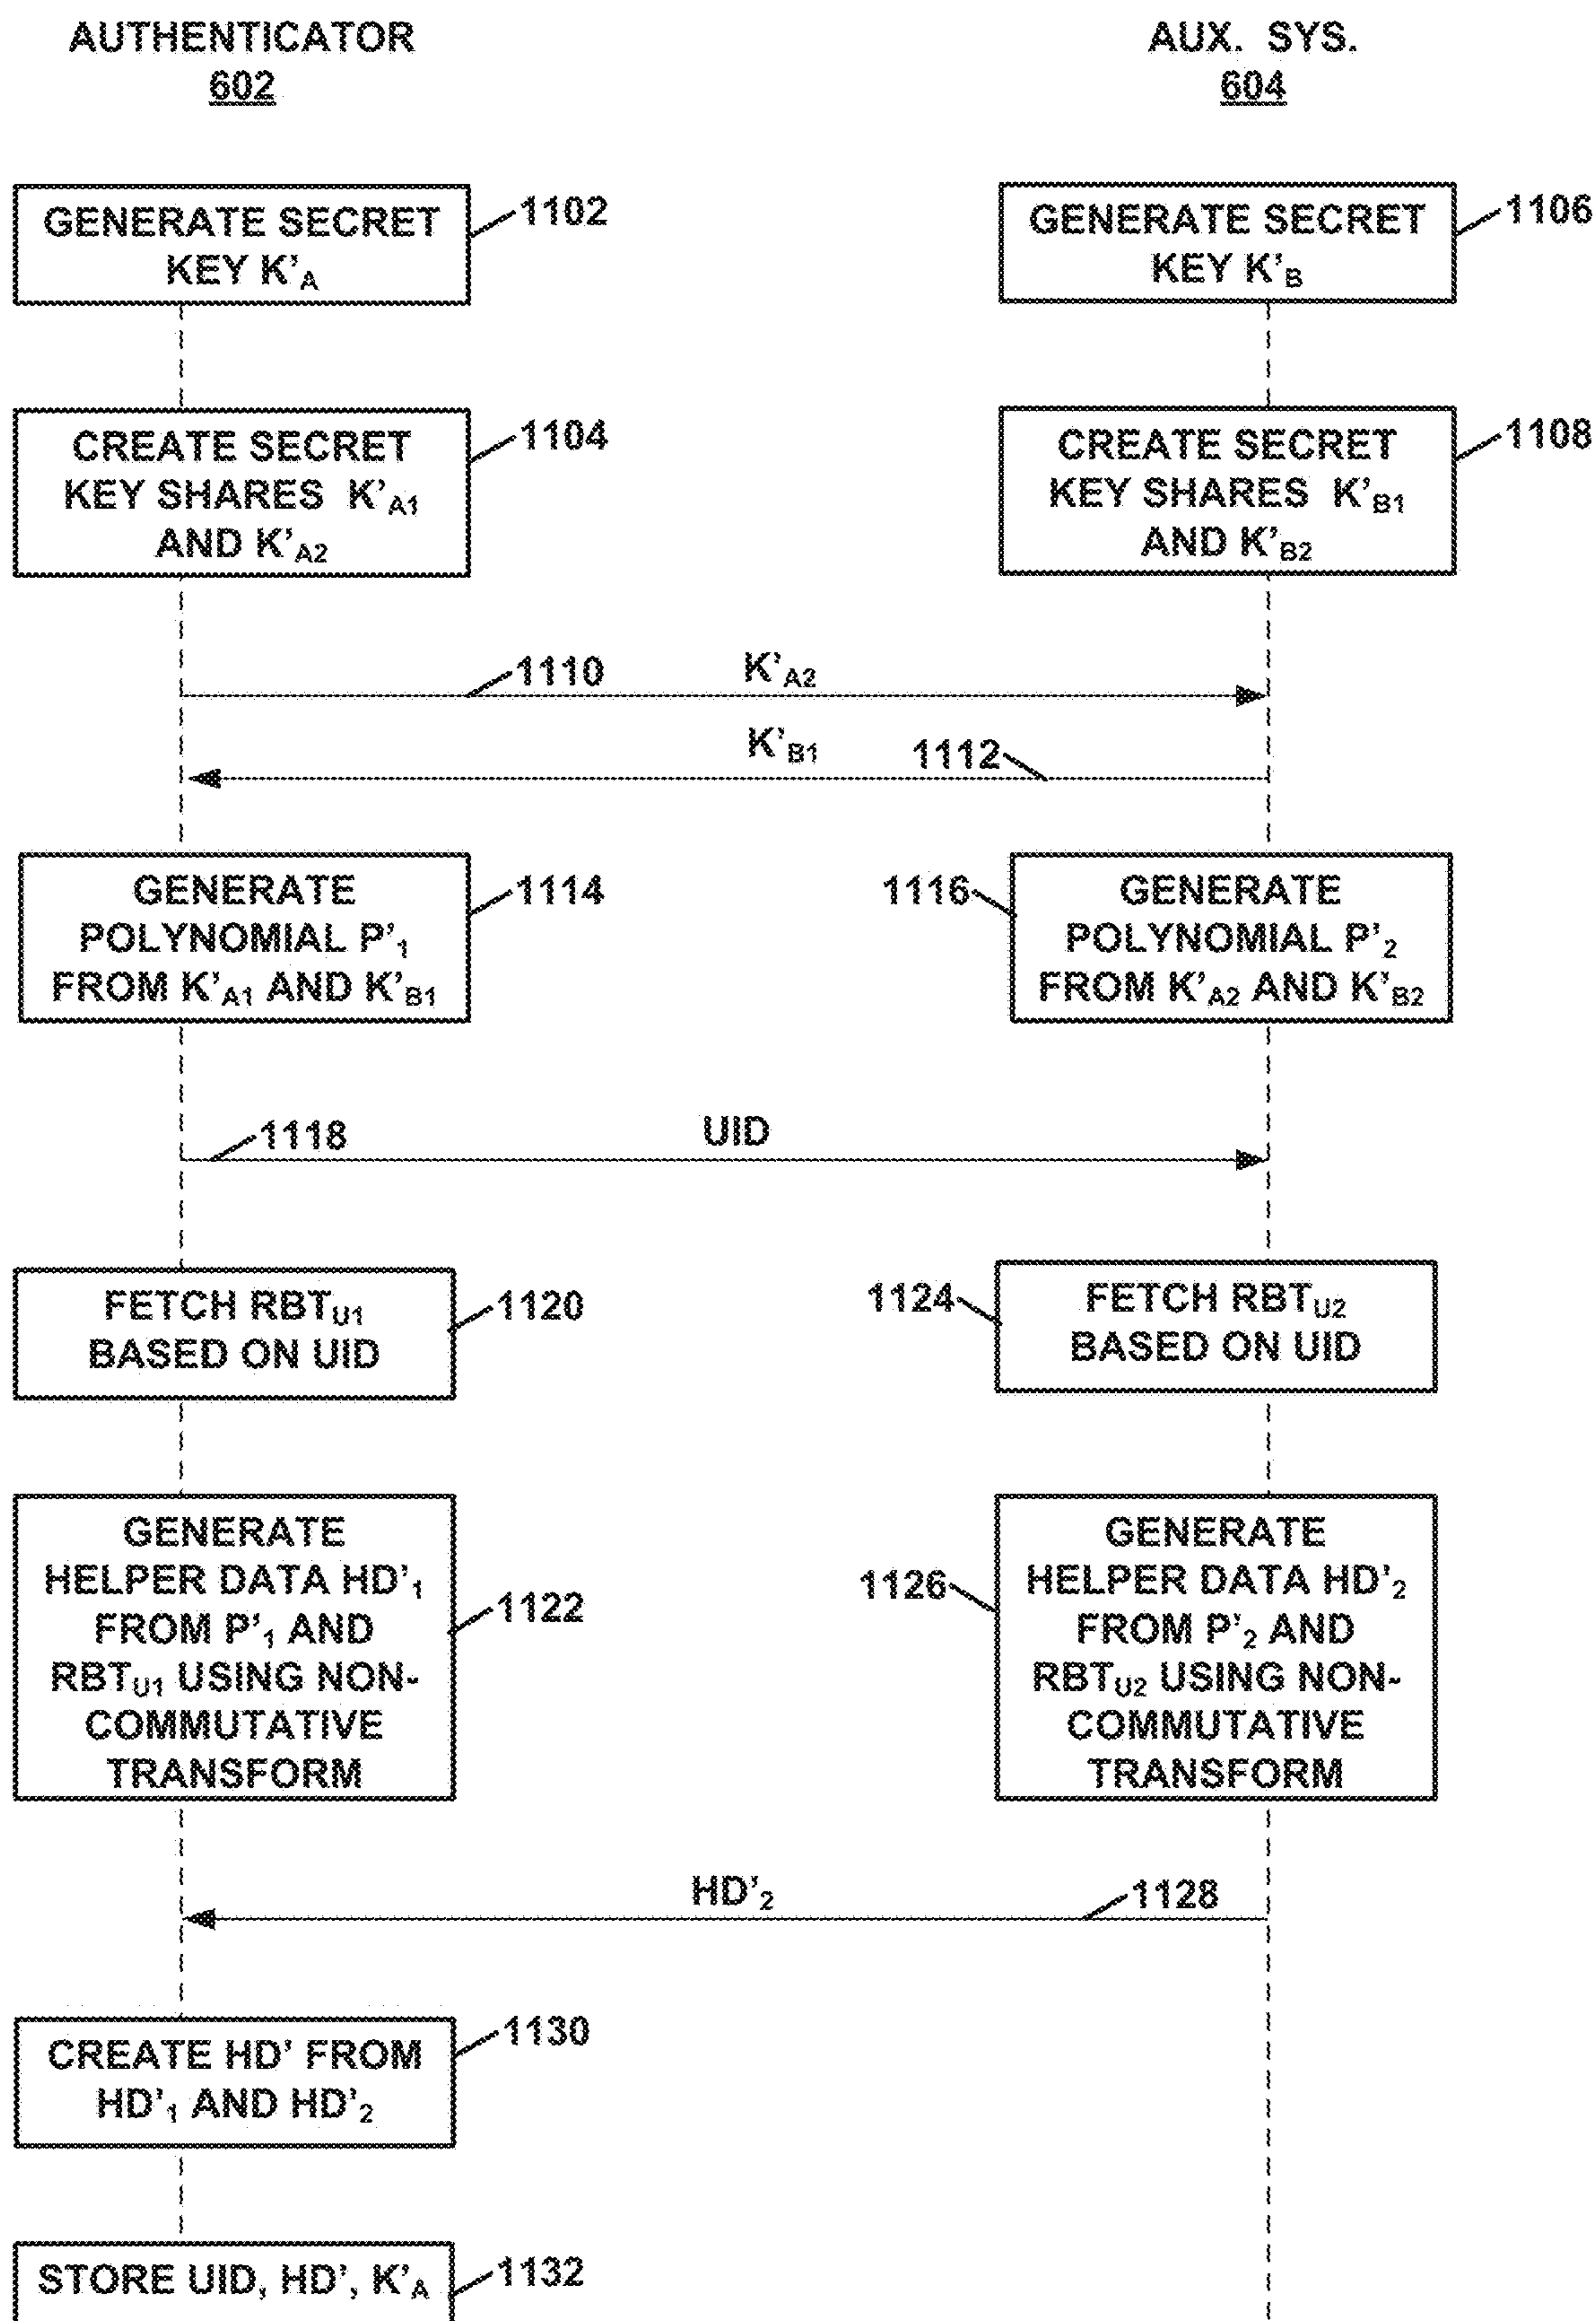 AUTHENTICATOR
602
AUX. SYS.
604
GENERATE SECRET
KEY K'A
1102
GENERATE SECRET
KEY K'B
1106
CREATE SECRET
KEY SHARES K'A1
AND K'A2
1104
CREATE SECRET
KEY SHARES K'B1
AND K'B2
1108
1110
K'A2
K'B1
1112
GENERATE
POLYNOMIAL P'1
FROM K'A1 AND K'B1
1114
1116
GENERATE
POLYNOMIAL P'2
FROM K'A2 AND K'B2
1118
UID
FETCH RBTU1
BASED ON UID
1120
1124
FETCH RBTU2
BASED ON UID
GENERATE
HELPER DATA HD'1
FROM P'1 AND
RBTU1 USING NON-
COMMUTATIVE
TRANSFORM
1122
1126
GENERATE
HELPER DATA HD'2
FROM P'2 AND
RBTU2 USING NON-
COMMUTATIVE
TRANSFORM
HD'2
1128
CREATE HD' FROM
HD'1 AND HD'2
1130
STORE UID, HD', K'A
1132